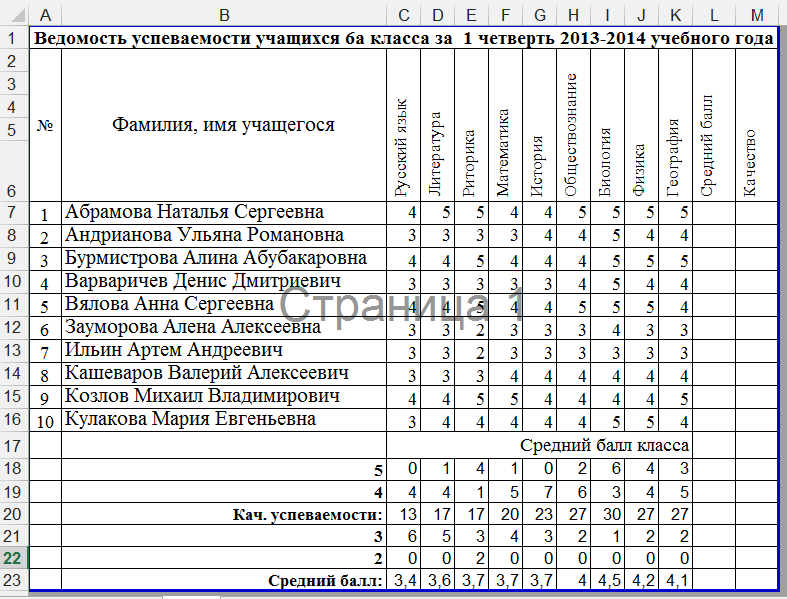 A B C D E F G H I J K L M
1 Ведомость успеваемости учащихся 6а класса за 1 четверть 2013-2014 учебного года
2
3
4
5
6 № Фамилия, имя учащегося Русский язык Литература Риторика Математика История Обществознание Биология Физика География Средний балл Качество
7 1 Абрамова Наталья Сергеевна 4 5 5 4 4 5 5 5 5
8 2 Андрианова Ульяна Романовна 3 3 3 3 4 4 5 4 4
9 3 Бурмистрова Алина Абубакаровна 4 4 5 4 4 4 5 5 5
10 4 Варваричев Денис Дмитриевич 3 3 3 3 3 4 5 4 4
11 5 Вялова Анна Сергеевна 4 4 5 4 4 5 5 5 4
Страница 1
12 6 Зауморова Алена Алексеевна 3 3 2 3 3 3 4 3 3
13 7 Ильин Артем Андреевич 3 3 2 3 3 3 3 3 3
14 8 Кашеваров Валерий Алексеевич 3 3 3 4 4 4 4 4 4
15 9 Козлов Михаил Владимирович 4 4 5 5 4 4 4 4 5
16 10 Кулакова Мария Евгеньевна 3 4 4 4 4 4 5 5 4
17 Средний балл класса
18 5 0 1 4 1 0 2 6 4 3
19 4 4 4 1 5 7 6 3 4 5
20 Кач. успеваемости: 13 17 17 20 23 27 30 27 27
21 3 6 5 3 4 3 2 1 2 2
22 2 0 0 2 0 0 0 0 0 0
23 Средний балл: 3,4 3,6 3,7 3,7 3,7 4 4,5 4,2 4,1